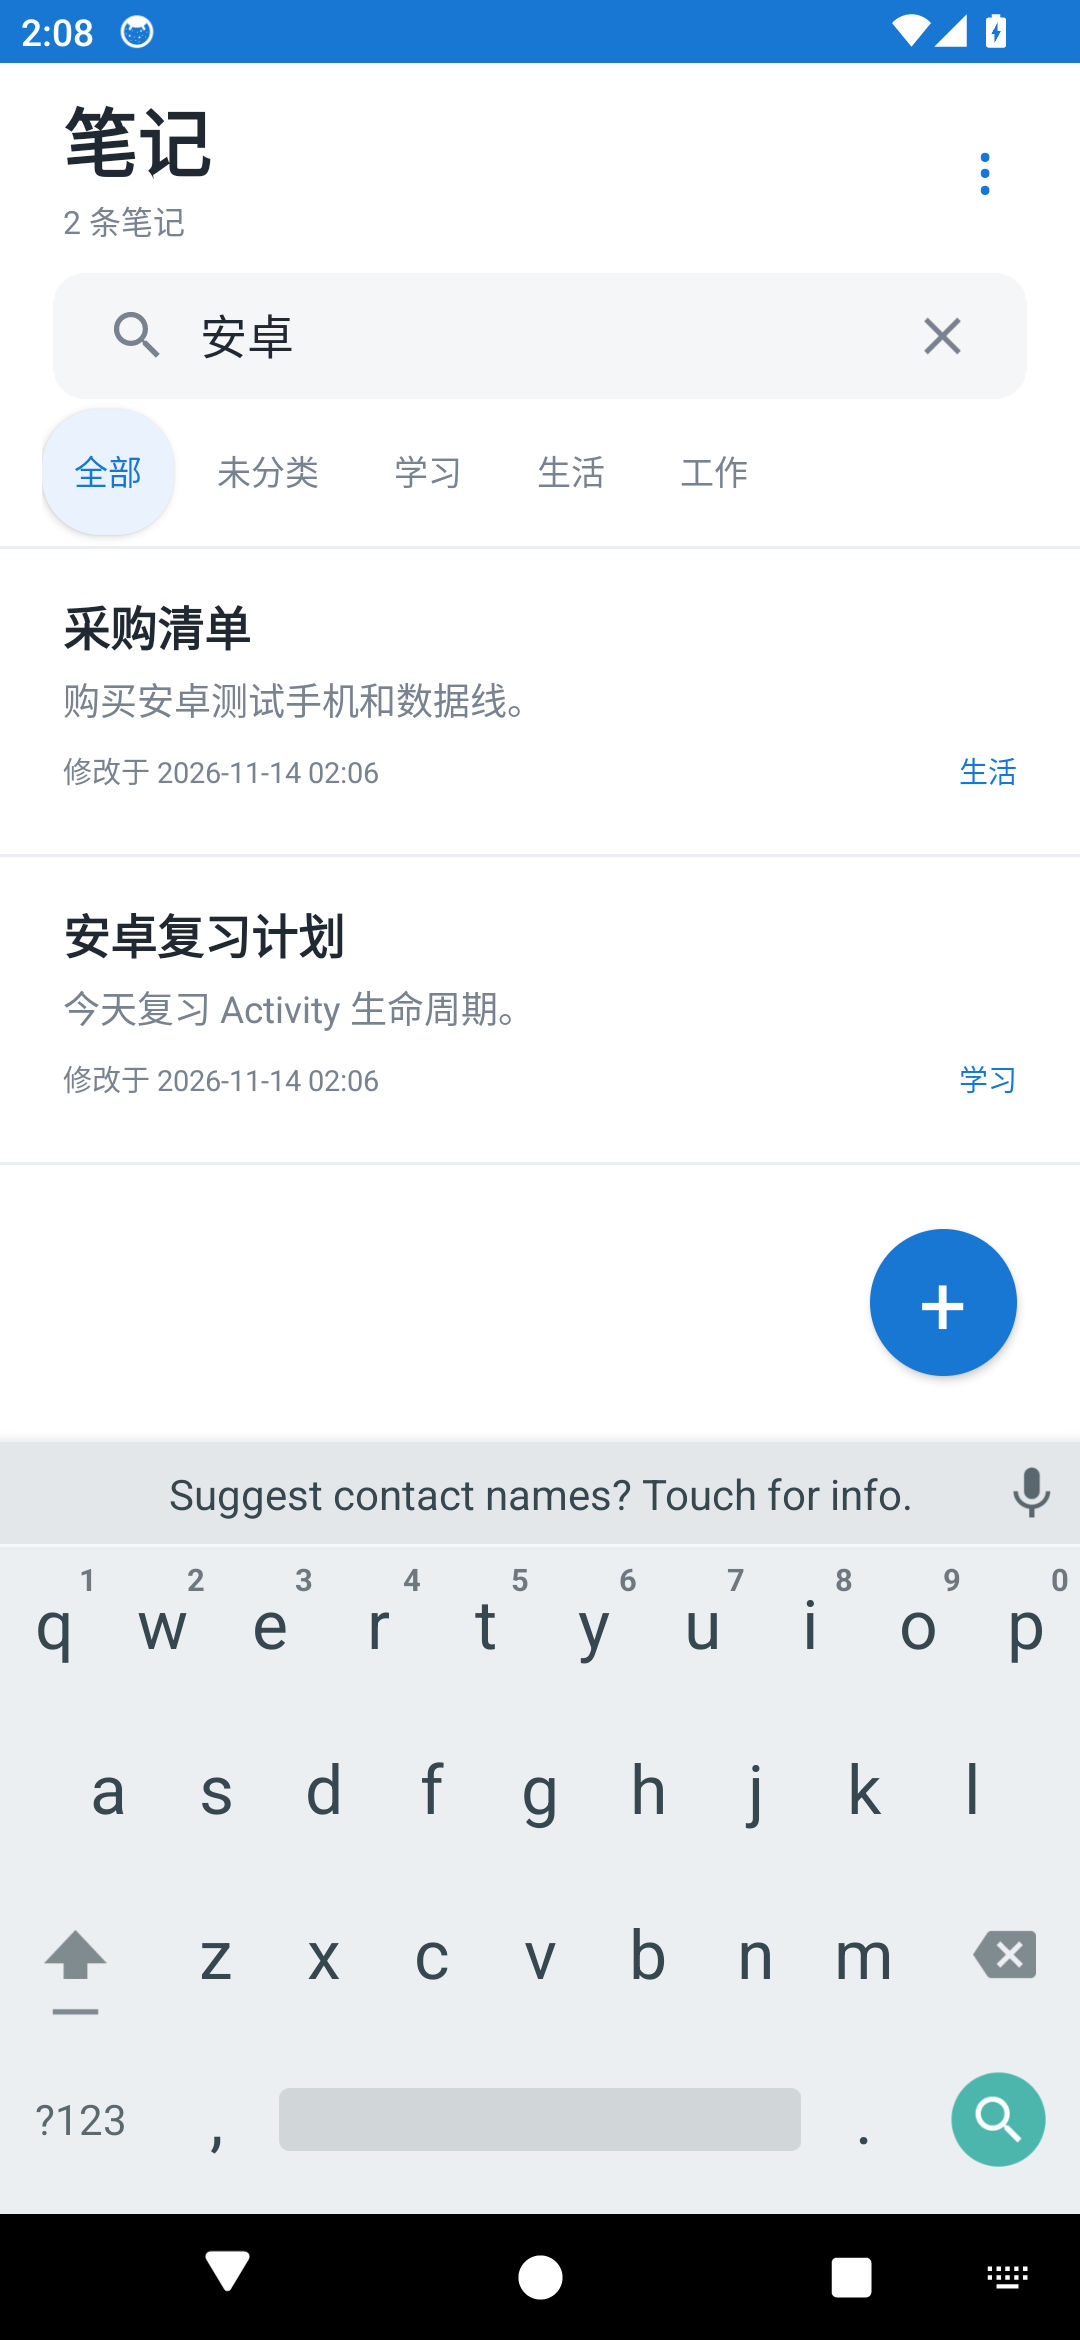 2:08
笔记
2 条笔记
安卓
全部 未分类 学习 生活 工作
采购清单
购买安卓测试手机和数据线。
修改于 2026-11-14 02:06 生活
安卓复习计划
今天复习 Activity 生命周期。
修改于 2026-11-14 02:06 学习
+
Suggest contact names? Touch for info.
1 2 3 4 5 6 7 8 9 0
q w e r t y u i o p
a s d f g h j k l
z x c v b n m
?123 , .